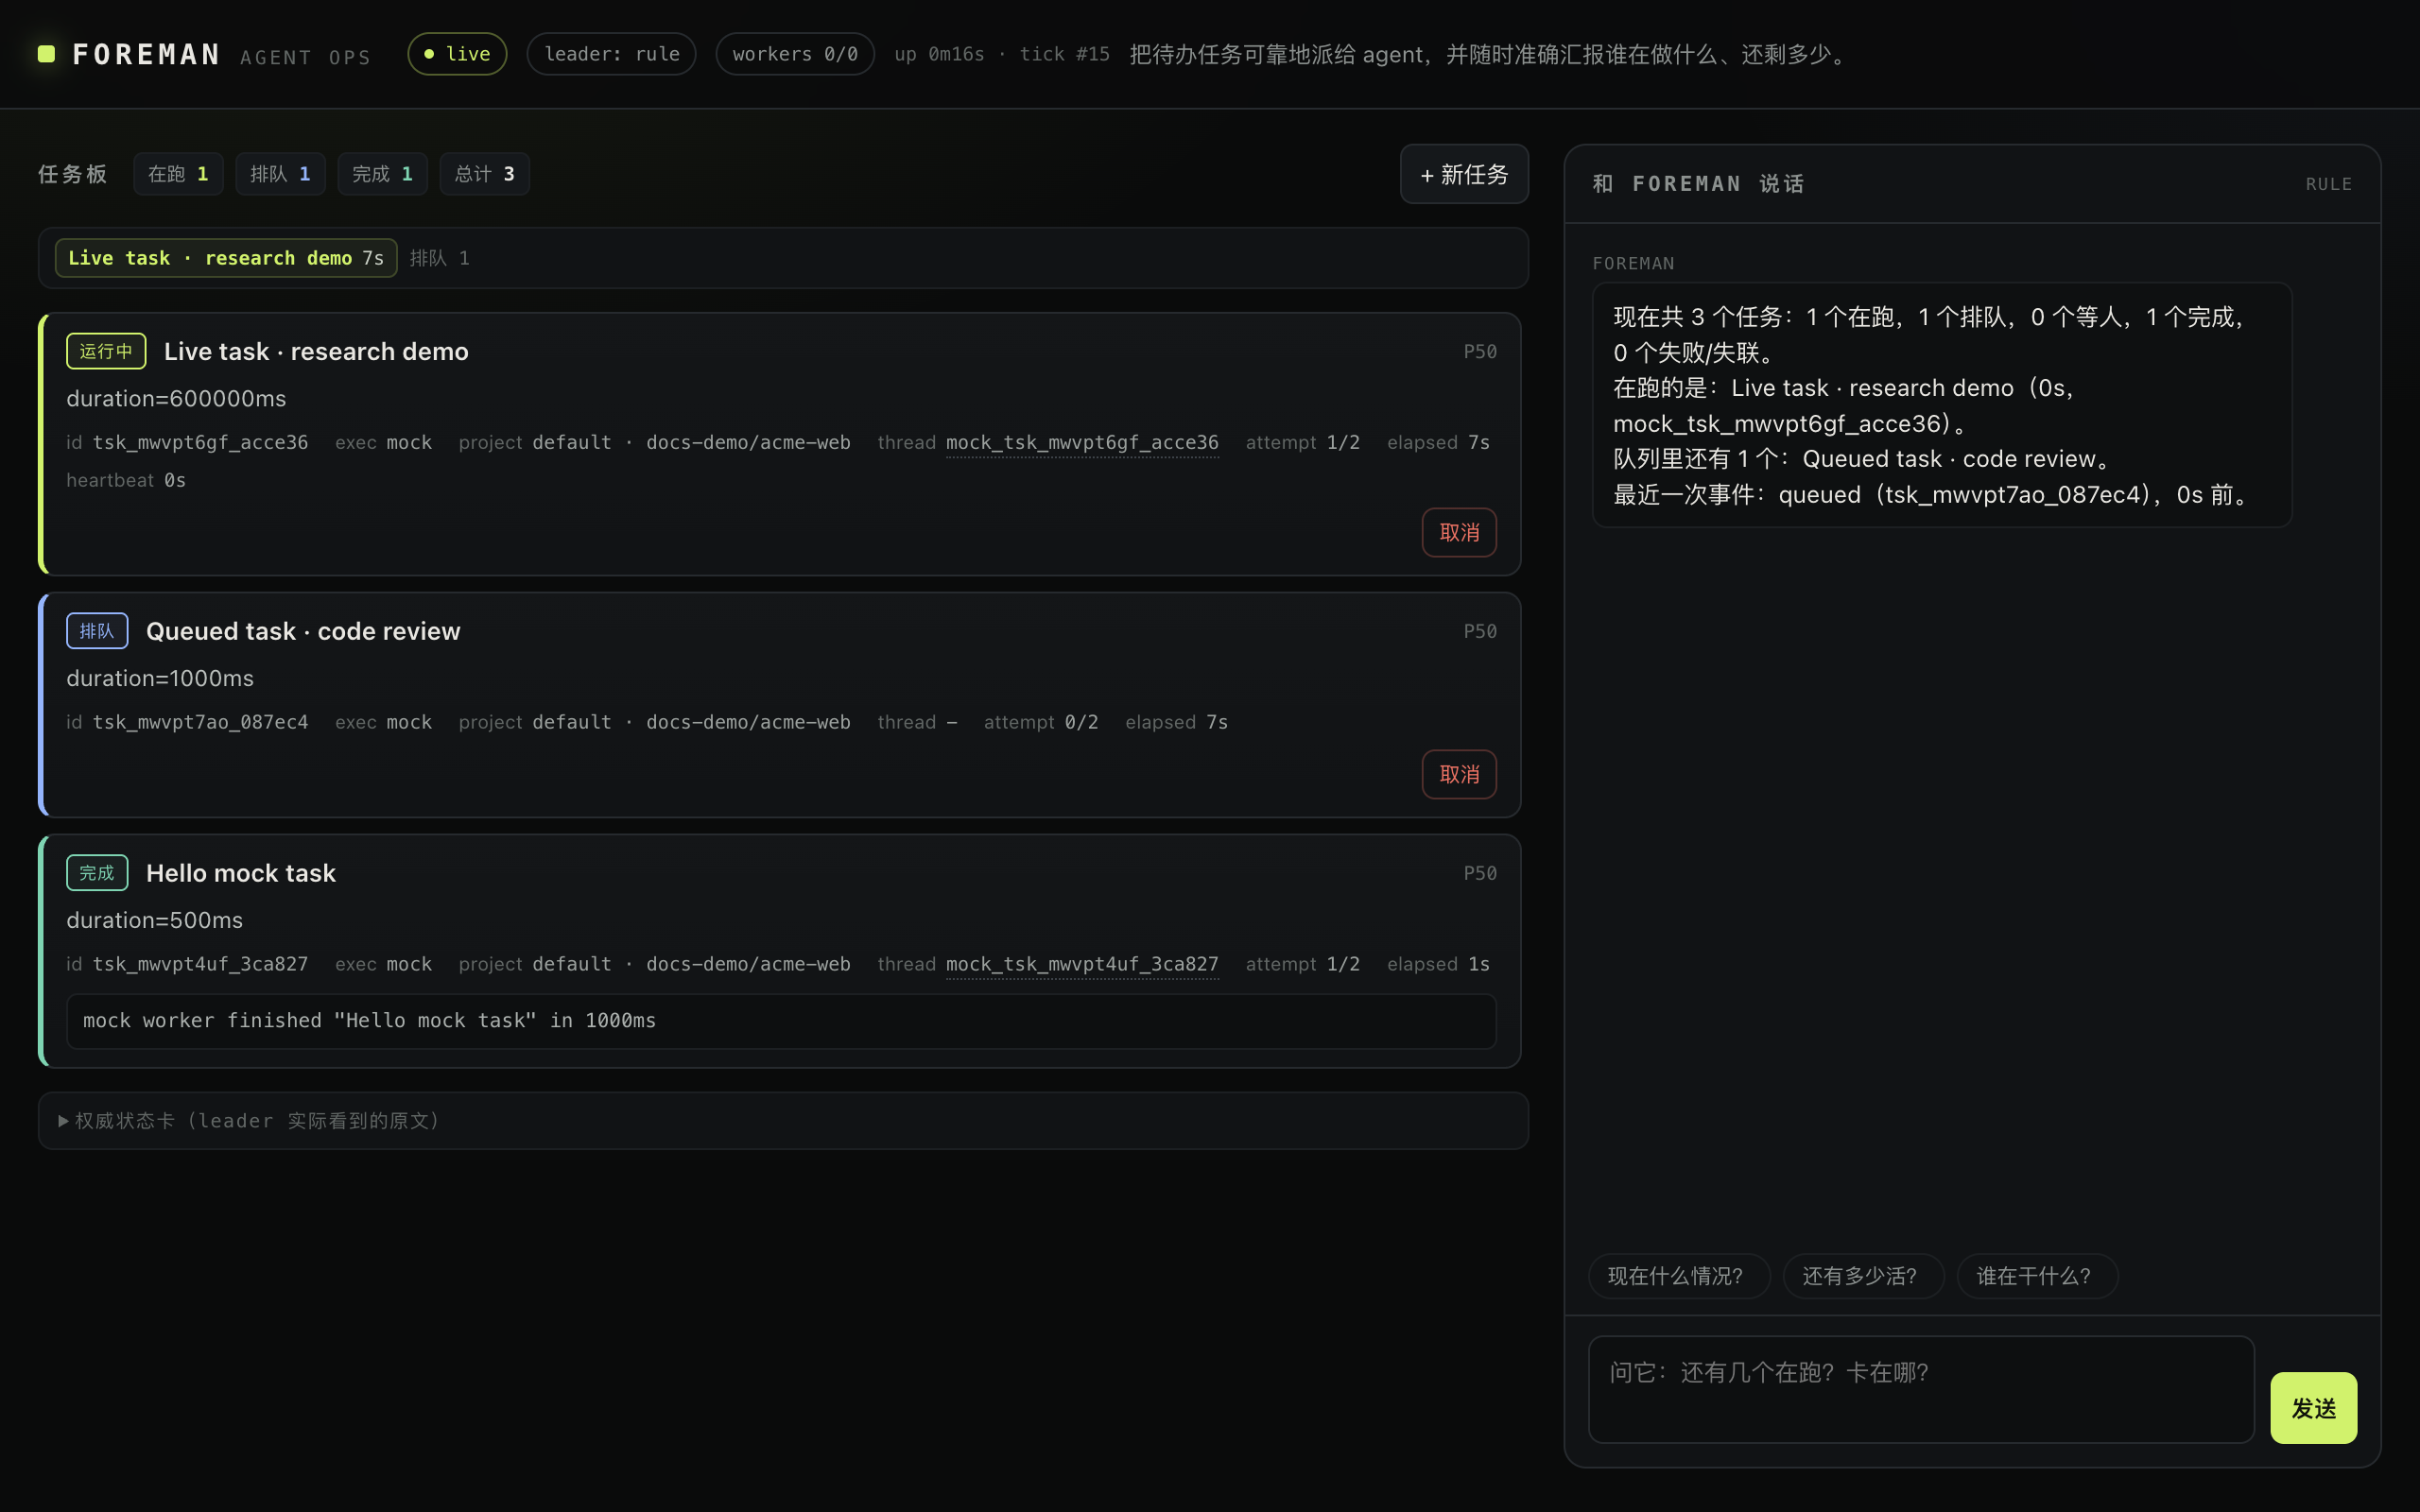 FOREMAN AGENT OPS live leader: rule workers 0/0 up 0m16s · tick #15 把待办任务可靠地派给 agent，并随时准确汇报谁在做什么、还剩多少。
任务板 在跑 1 排队 1 完成 1 总计 3 + 新任务
Live task · research demo 7s 排队 1
运行中 Live task · research demo P50
duration=600000ms
id tsk_mwvpt6gf_acce36 exec mock project default · docs-demo/acme-web thread mock_tsk_mwvpt6gf_acce36 attempt 1/2 elapsed 7s
heartbeat 0s
取消
排队 Queued task · code review P50
duration=1000ms
id tsk_mwvpt7ao_087ec4 exec mock project default · docs-demo/acme-web thread — attempt 0/2 elapsed 7s
取消
完成 Hello mock task P50
duration=500ms
id tsk_mwvpt4uf_3ca827 exec mock project default · docs-demo/acme-web thread mock_tsk_mwvpt4uf_3ca827 attempt 1/2 elapsed 1s
mock worker finished "Hello mock task" in 1000ms
▶ 权威状态卡（leader 实际看到的原文）
和 FOREMAN 说话 RULE
FOREMAN
现在共 3 个任务：1 个在跑，1 个排队，0 个等人，1 个完成，
0 个失败/失联。
在跑的是：Live task · research demo（0s，
mock_tsk_mwvpt6gf_acce36）。
队列里还有 1 个：Queued task · code review。
最近一次事件：queued（tsk_mwvpt7ao_087ec4），0s 前。
现在什么情况？ 还有多少活？ 谁在干什么？
问它：还有几个在跑？卡在哪？
发送